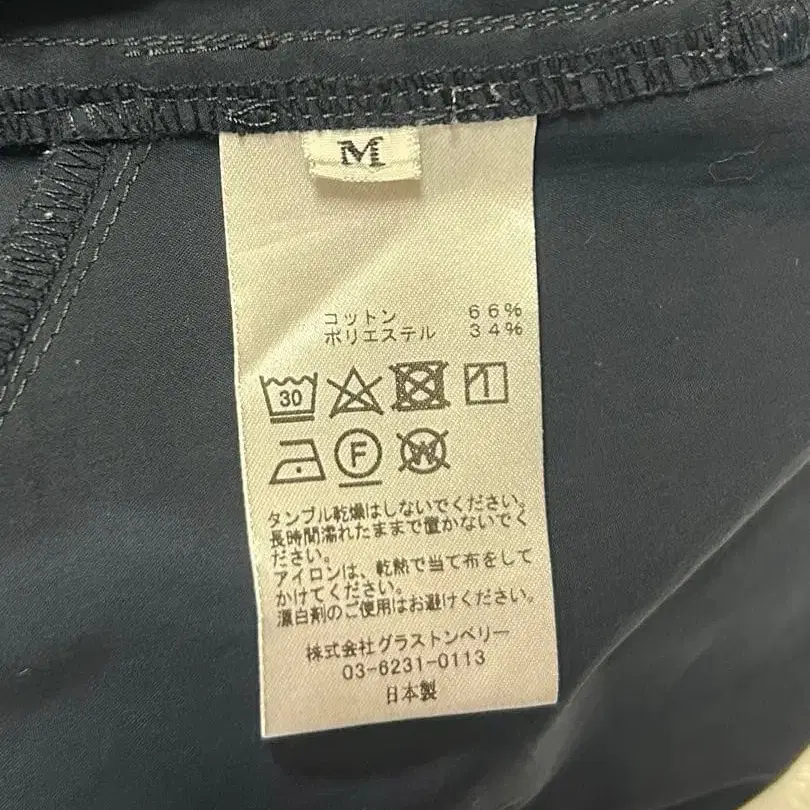 M
コットン 66%
ポリエステル 34%
30
F
W
タンブル乾燥はしないでください。
長時間濡れたままで置かないでく
ださい。
アイロンは、乾熱で当て布をして
かけてください。
漂白剤のご使用はお避けください。
株式会社グラストンベリー
03-6231-0113
日本製